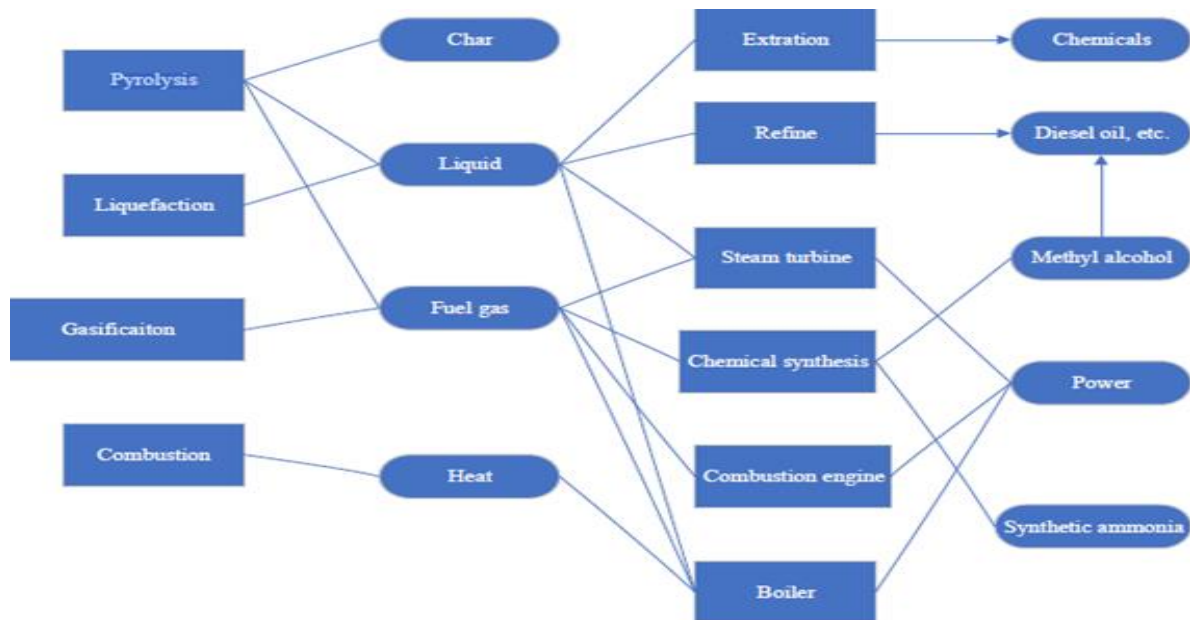 Pyrolysis
Liquefaction
Gasificaiton
Combustion
Char
Liquid
Fuel gas
Heat
Extration
Refine
Steam turbine
Chemical synthesis
Combustion engine
Boiler
Chemicals
Diesel oil, etc.
Methyl alcohol
Power
Synthetic ammonia